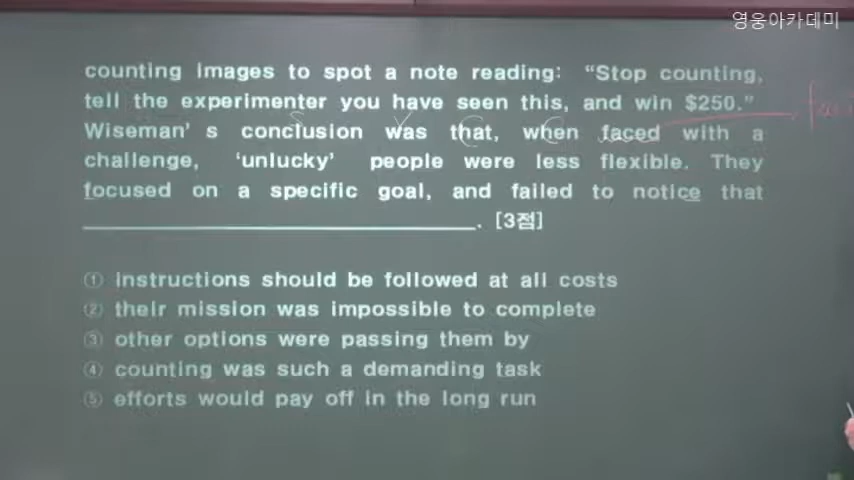 영웅아카데미
counting images to spot a note reading: “Stop counting,
tell the experimenter you have seen this, and win $250.”
Wiseman’ s conclusion was that, when faced with a
challenge, ‘unlucky’ people were less flexible. They
focused on a specific goal, and failed to notice that
____________________. [3점]
① instructions should be followed at all costs
② their mission was impossible to complete
③ other options were passing them by
④ counting was such a demanding task
⑤ efforts would pay off in the long run